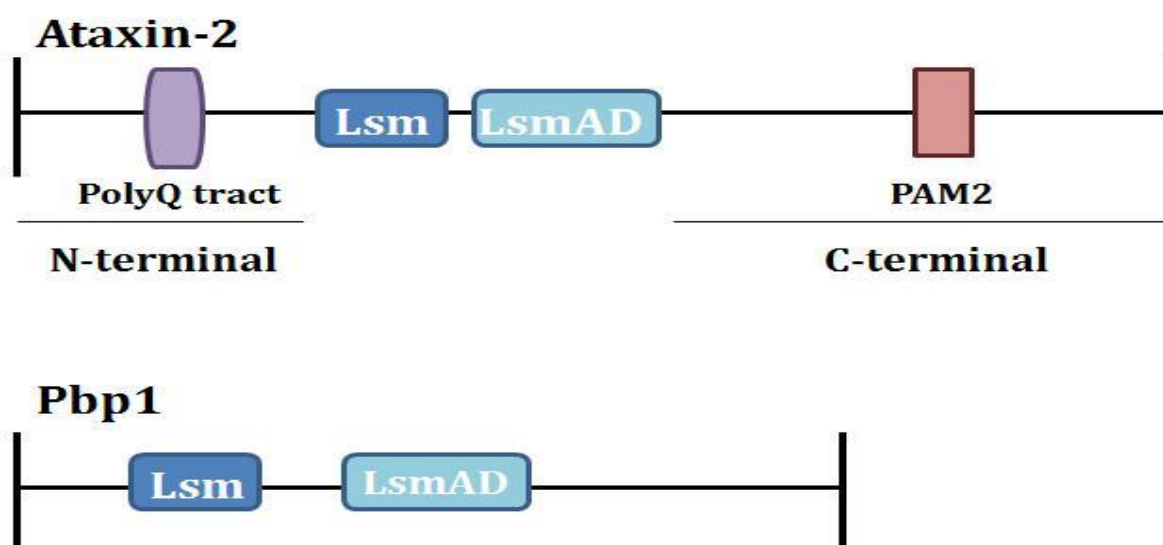 Ataxin-2
Lsm
LsmAD
PolyQ tract
PAM2
N-terminal
C-terminal
Pbp1
Lsm
LsmAD